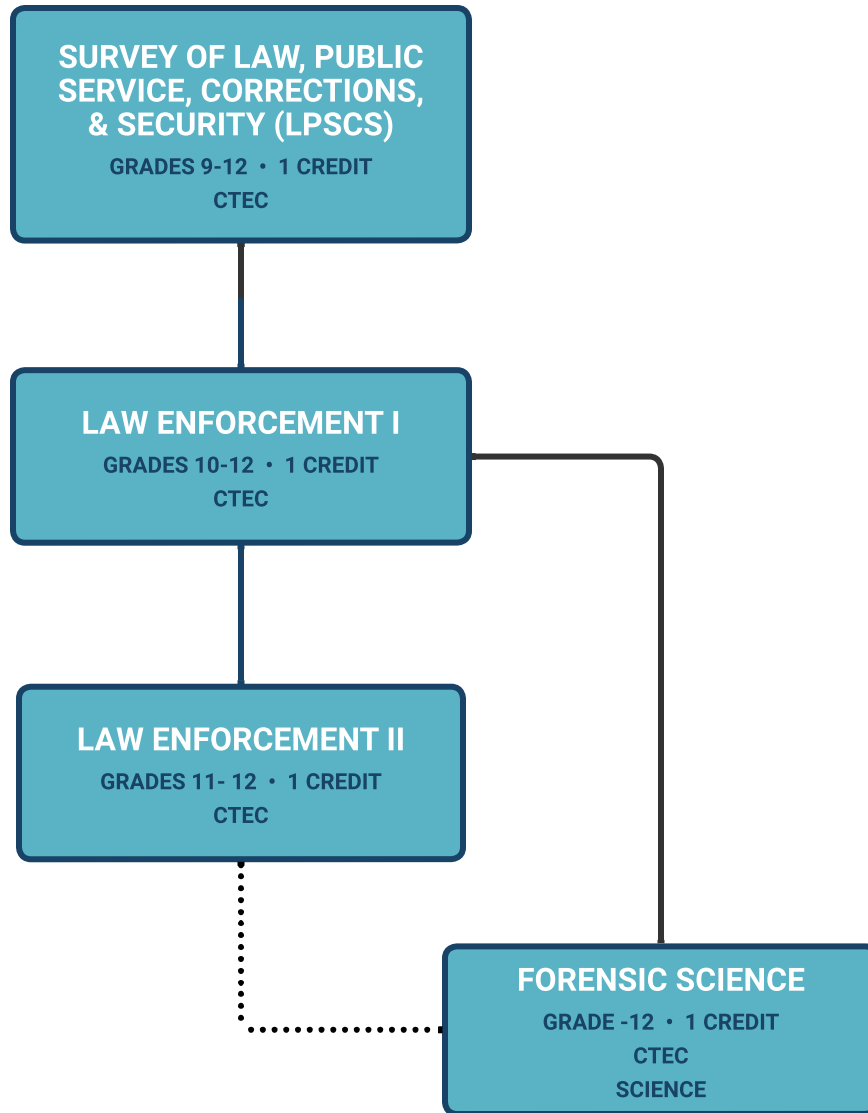 SURVEY OF LAW, PUBLIC
SERVICE, CORRECTIONS,
& SECURITY (LPSCS)
GRADES 9-12 • 1 CREDIT
CTEC
LAW ENFORCEMENT I
GRADES 10-12 • 1 CREDIT
CTEC
LAW ENFORCEMENT II
GRADES 11- 12 • 1 CREDIT
CTEC
FORENSIC SCIENCE
GRADE -12 • 1 CREDIT
CTEC
SCIENCE